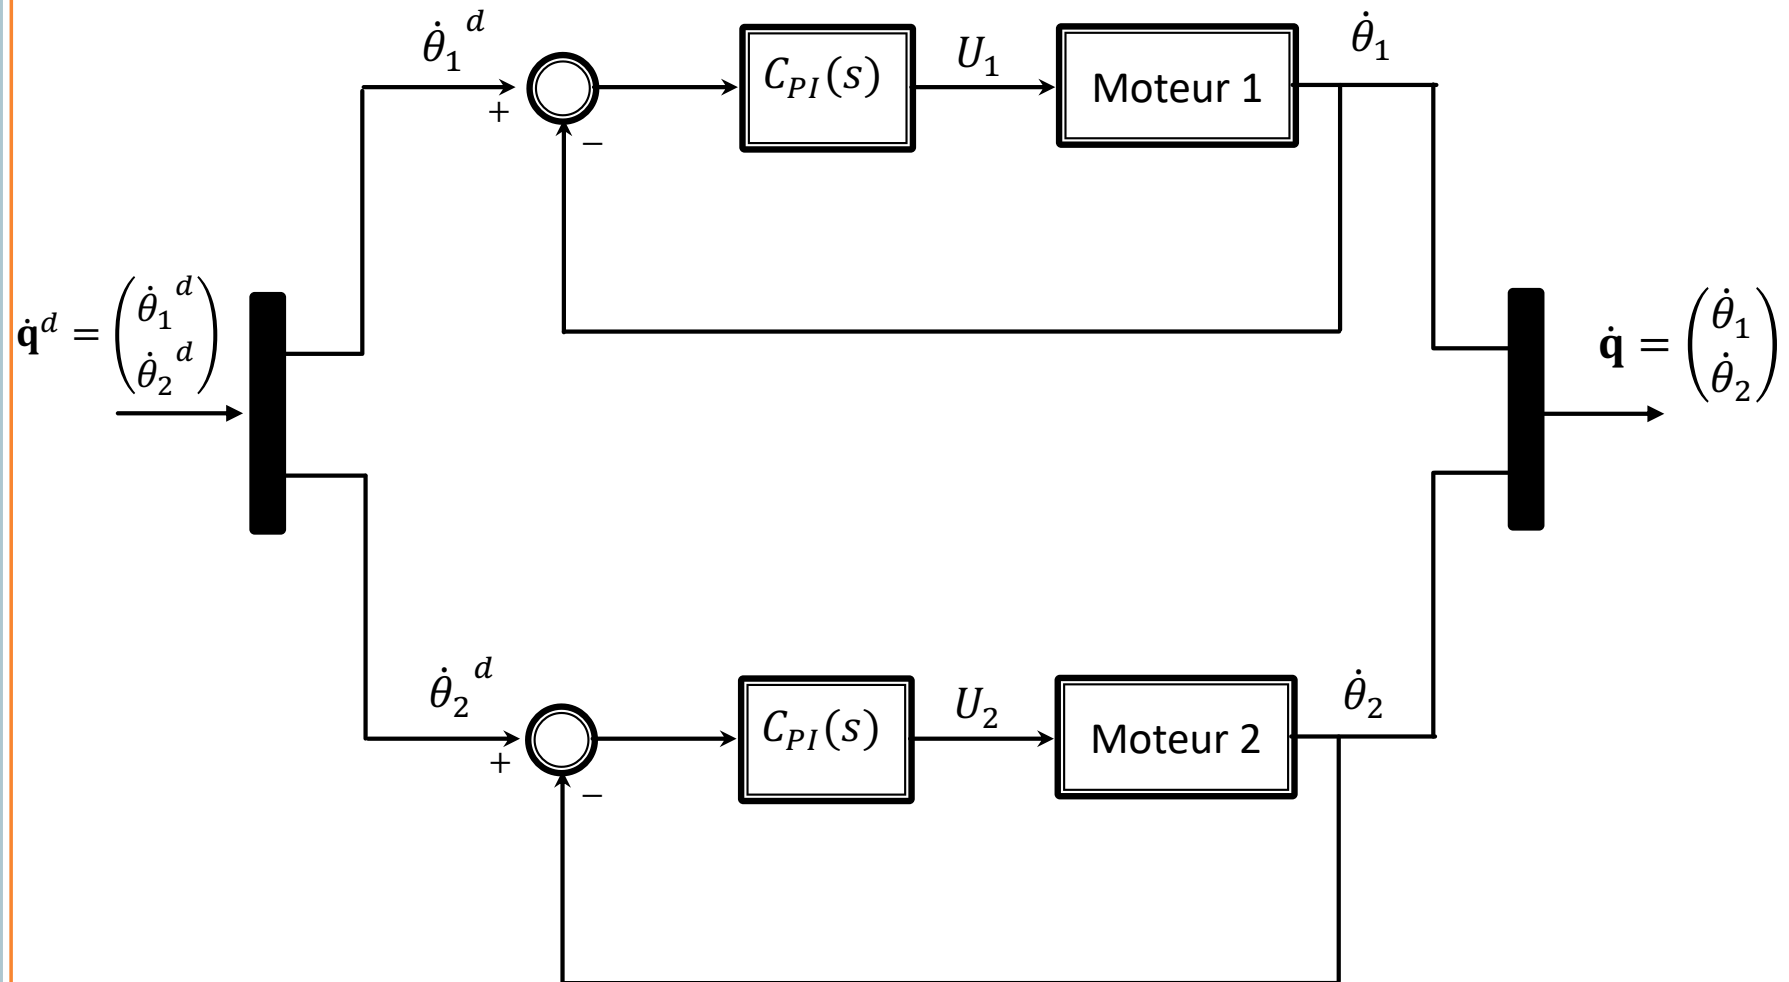 θ̇₁ᵈ
+
−
C_PI(s)
U₁
Moteur 1
θ̇₁
q̇ᵈ = (θ̇₁ᵈ
θ̇₂ᵈ)
q̇ = (θ̇₁
θ̇₂)
θ̇₂ᵈ
+
−
C_PI(s)
U₂
Moteur 2
θ̇₂